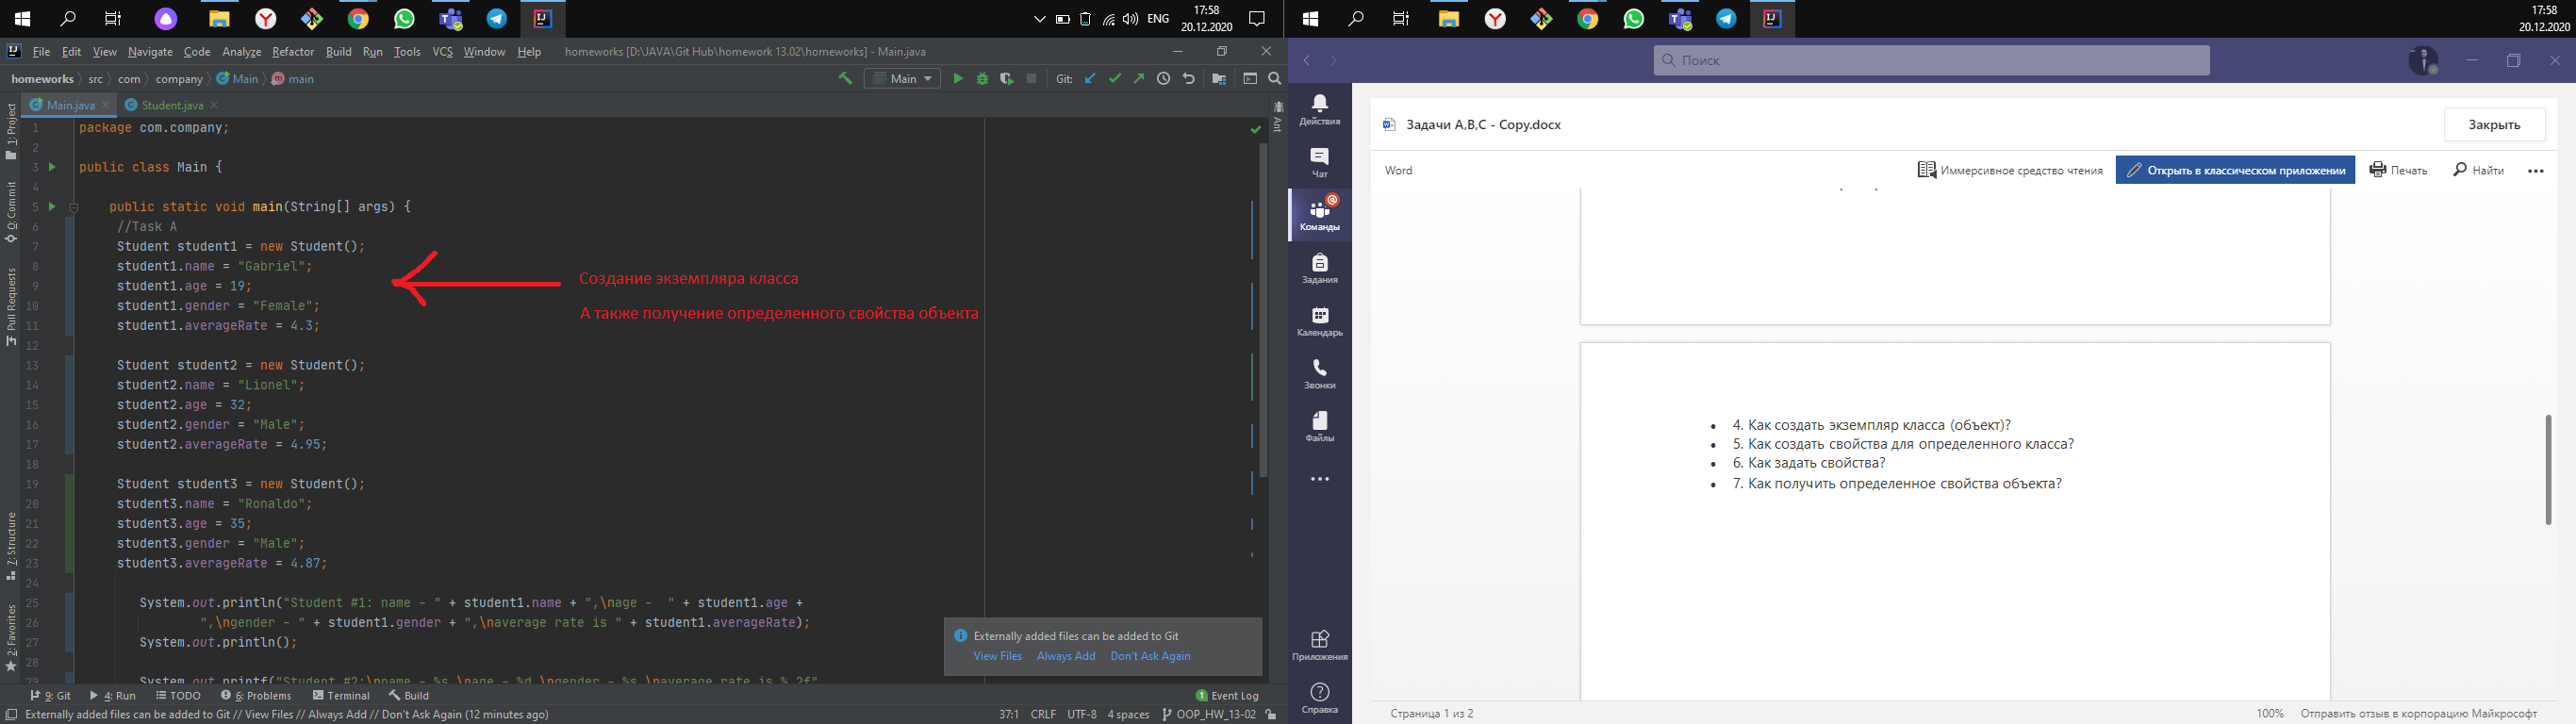 ENG
17:58
20.12.2020
17:58
20.12.2020
File Edit View Navigate Code Analyze Refactor Build Run Tools VCS Window Help homeworks [D:\JAVA\Git Hub\homework 13.02\homeworks] - Main.java
homeworks src com company Main main
Main
Git:
Main.java Student.java
1: Project
0: Commit
Pull Requests
7: Structure
2: Favorites
Ant
1 package com.company;
2
3 public class Main {
4
5 public static void main(String[] args) {
6 //Task A
7 Student student1 = new Student();
8 student1.name = "Gabriel";
9 student1.age = 19;
10 student1.gender = "Female";
11 student1.averageRate = 4.3;
12
13 Student student2 = new Student();
14 student2.name = "Lionel";
15 student2.age = 32;
16 student2.gender = "Male";
17 student2.averageRate = 4.95;
18
19 Student student3 = new Student();
20 student3.name = "Ronaldo";
21 student3.age = 35;
22 student3.gender = "Male";
23 student3.averageRate = 4.87;
24
25 System.out.println("Student #1: name - " + student1.name + ",\nage -  " + student1.age +
26 ",\ngender - " + student1.gender + ",\naverage rate is " + student1.averageRate);
27 System.out.println();
28
29 System.out.printf("Student #2:\nname - %s,\nage - %d,\ngender - %s,\naverage rate is %.2f"
Создание экземпляра класса
А также получение определенного свойства объекта
Externally added files can be added to Git
View Files Always Add Don't Ask Again
9: Git 4: Run TODO 6: Problems Terminal Build
1 Event Log
Externally added files can be added to Git // View Files // Always Add // Don't Ask Again (12 minutes ago)
37:1 CRLF UTF-8 4 spaces OOP_HW_13-02
Поиск
Действия
Чат
Команды
Задания
Календарь
Звонки
Файлы
Приложения
Справка
Задачи A,B,C - Copy.docx
Закрыть
Word
Иммерсивное средство чтения Открыть в классическом приложении Печать Найти
• 4. Как создать экземпляр класса (объект)?
• 5. Как создать свойства для определенного класса?
• 6. Как задать свойства?
• 7. Как получить определенное свойства объекта?
Страница 1 из 2
100% Отправить отзыв в корпорацию Майкрософт